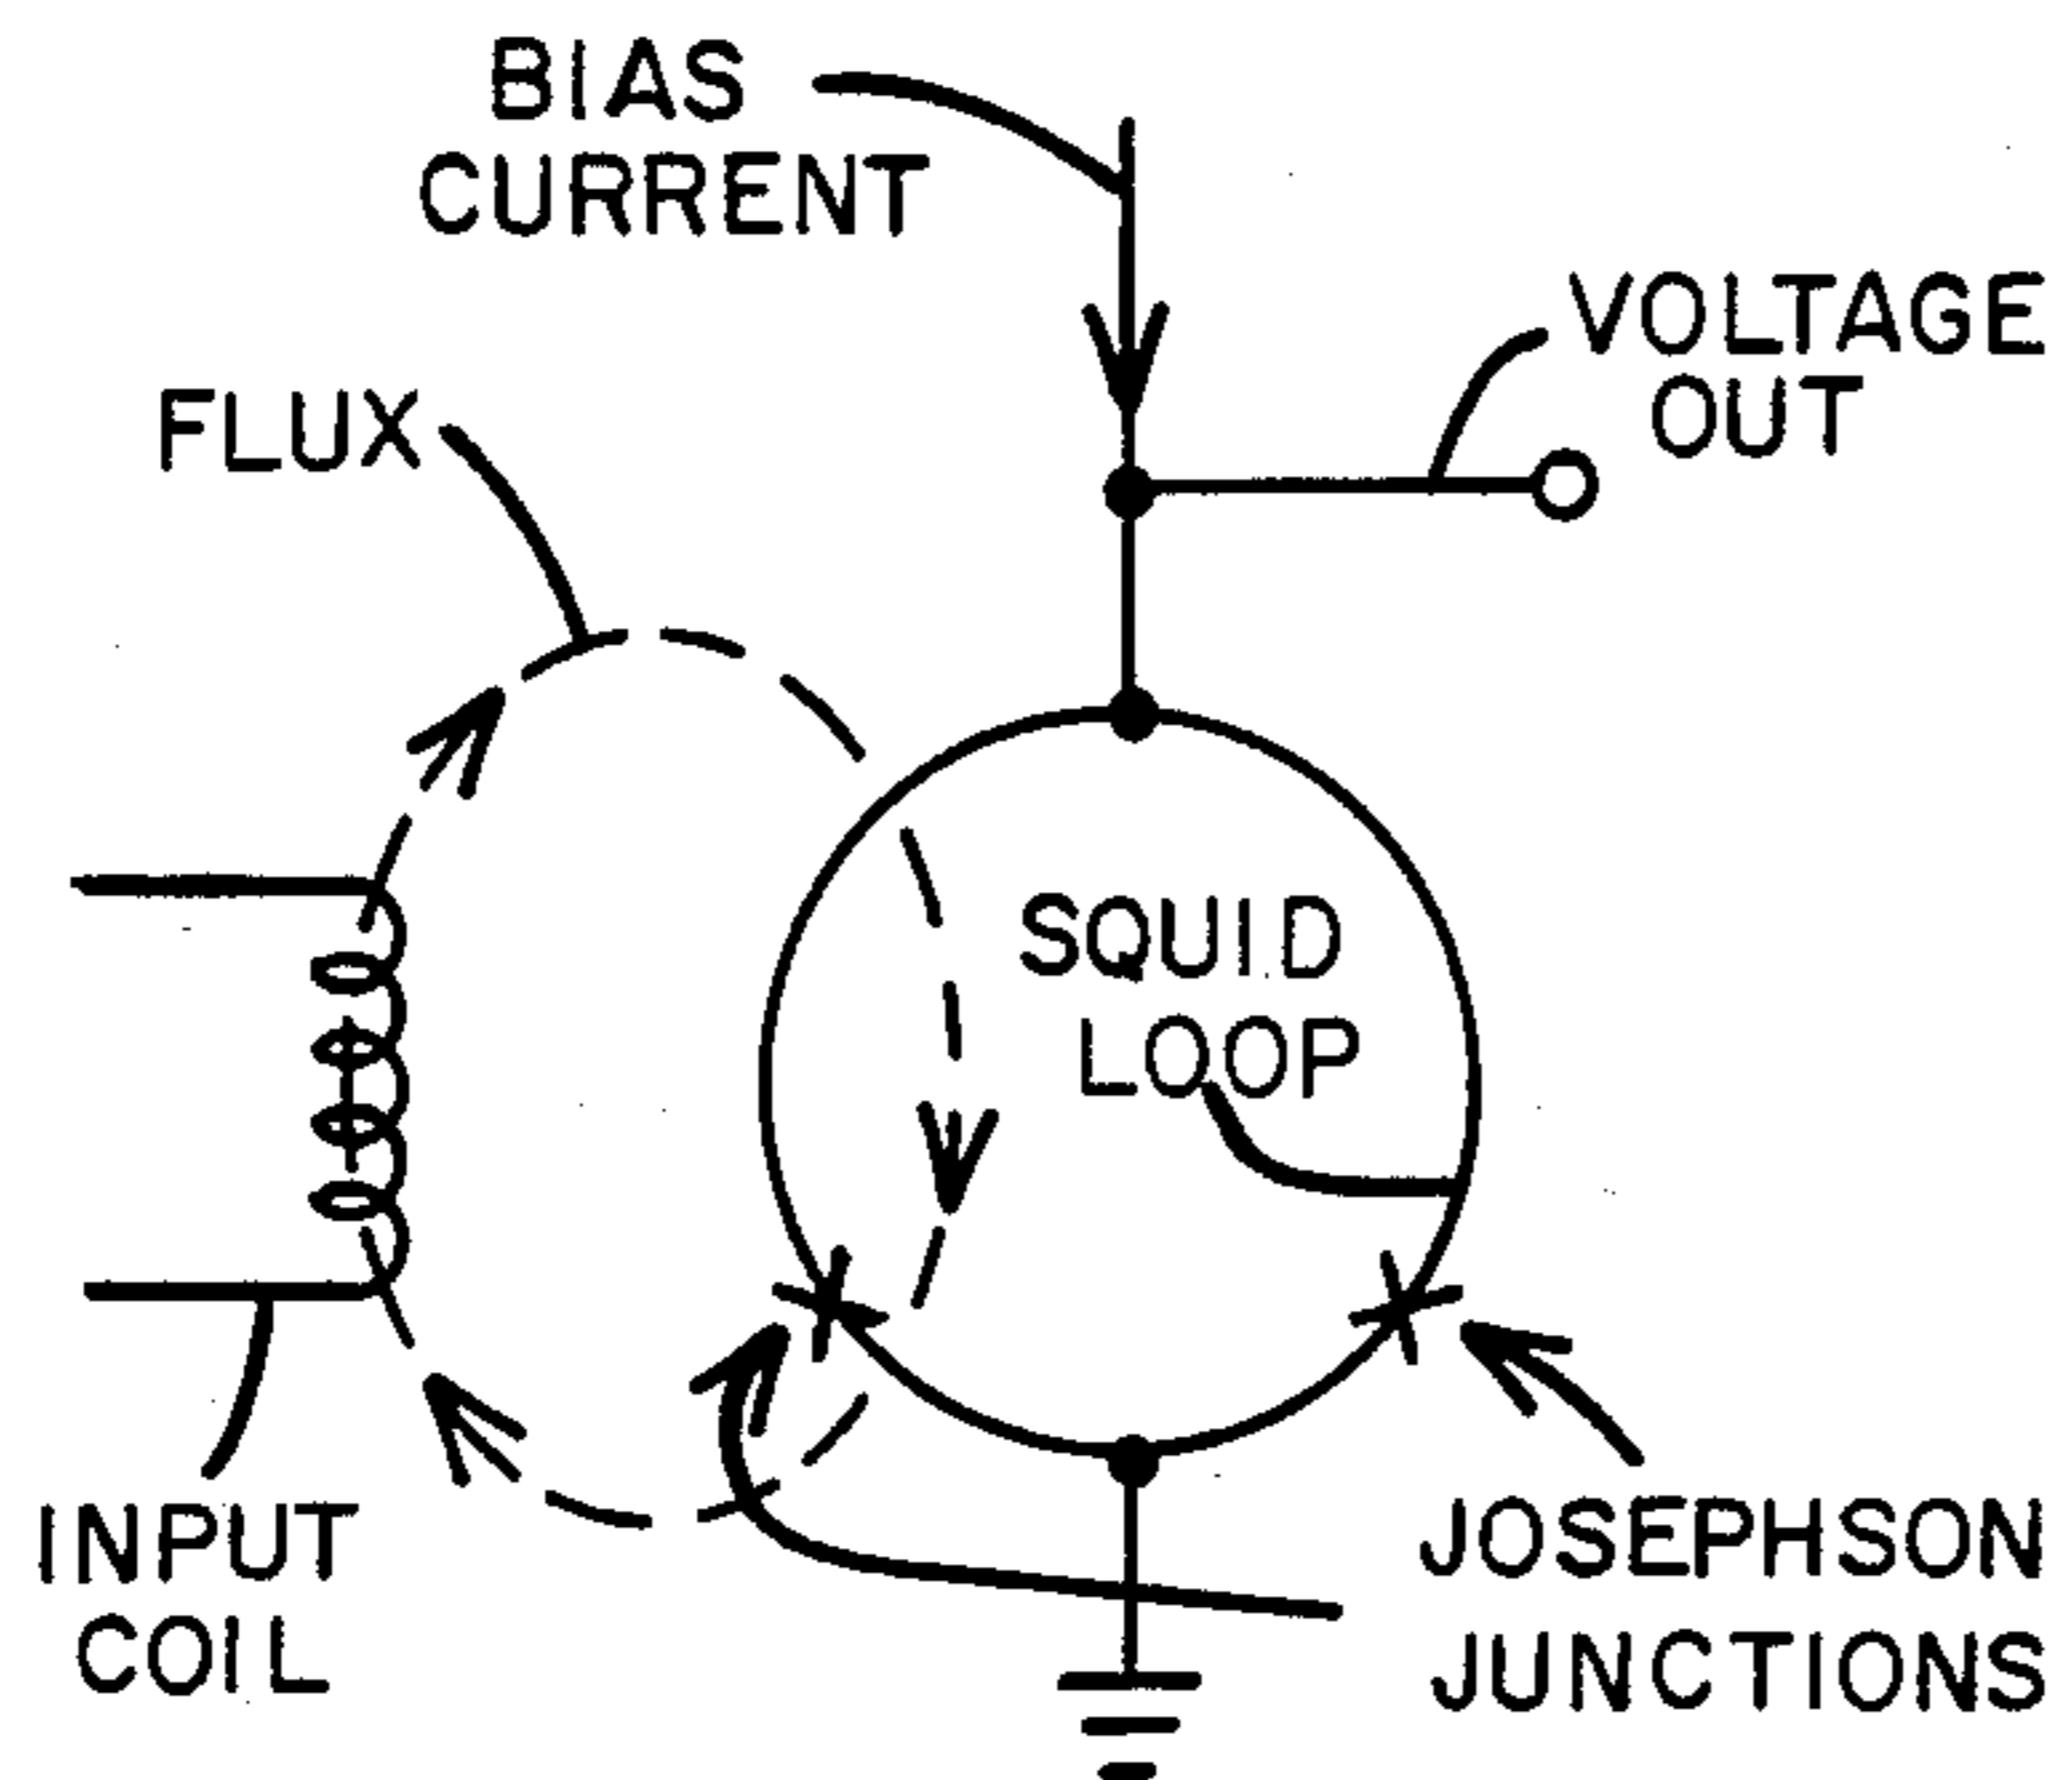 BIAS
CURRENT
VOLTAGE
OUT
FLUX
SQUID
LOOP
INPUT
COIL
JOSEPHSON
JUNCTIONS